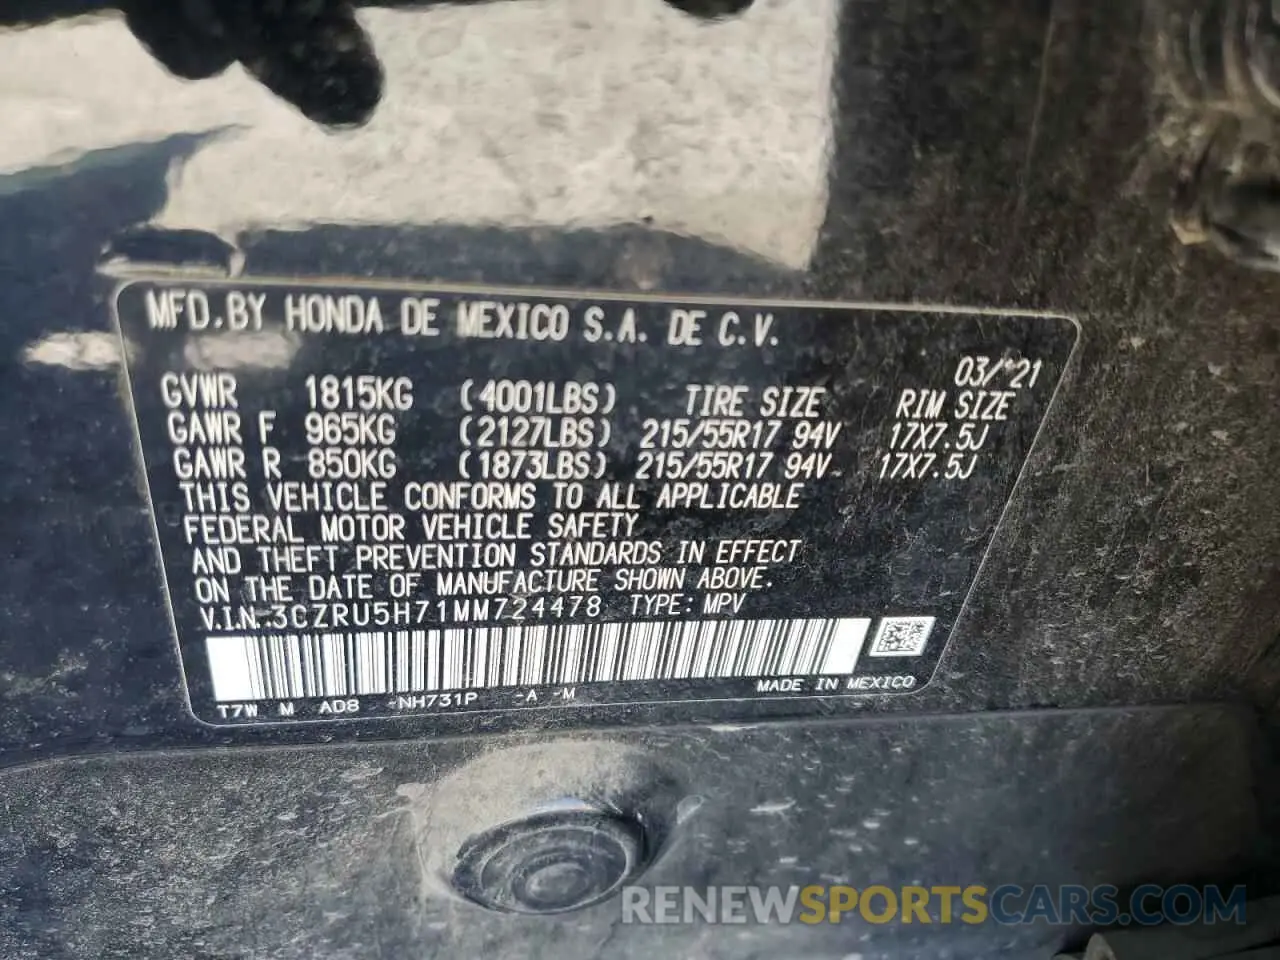 MFD.BY HONDA DE MEXICO S.A. DE C.V.
03/'21
GVWR 1815KG (4001LBS) TIRE SIZE RIM SIZE
GAWR F 965KG (2127LBS) 215/55R17 94V 17X7.5J
GAWR R 850KG (1873LBS) 215/55R17 94V 17X7.5J
THIS VEHICLE CONFORMS TO ALL APPLICABLE
FEDERAL MOTOR VEHICLE SAFETY
AND THEFT PREVENTION STANDARDS IN EFFECT
ON THE DATE OF MANUFACTURE SHOWN ABOVE.
V.I.N.:3CZRU5H71MM724478 TYPE: MPV
MADE IN MEXICO
T7W M AD8 -NH731P -A -M
RENEWSPORTSCARS.COM